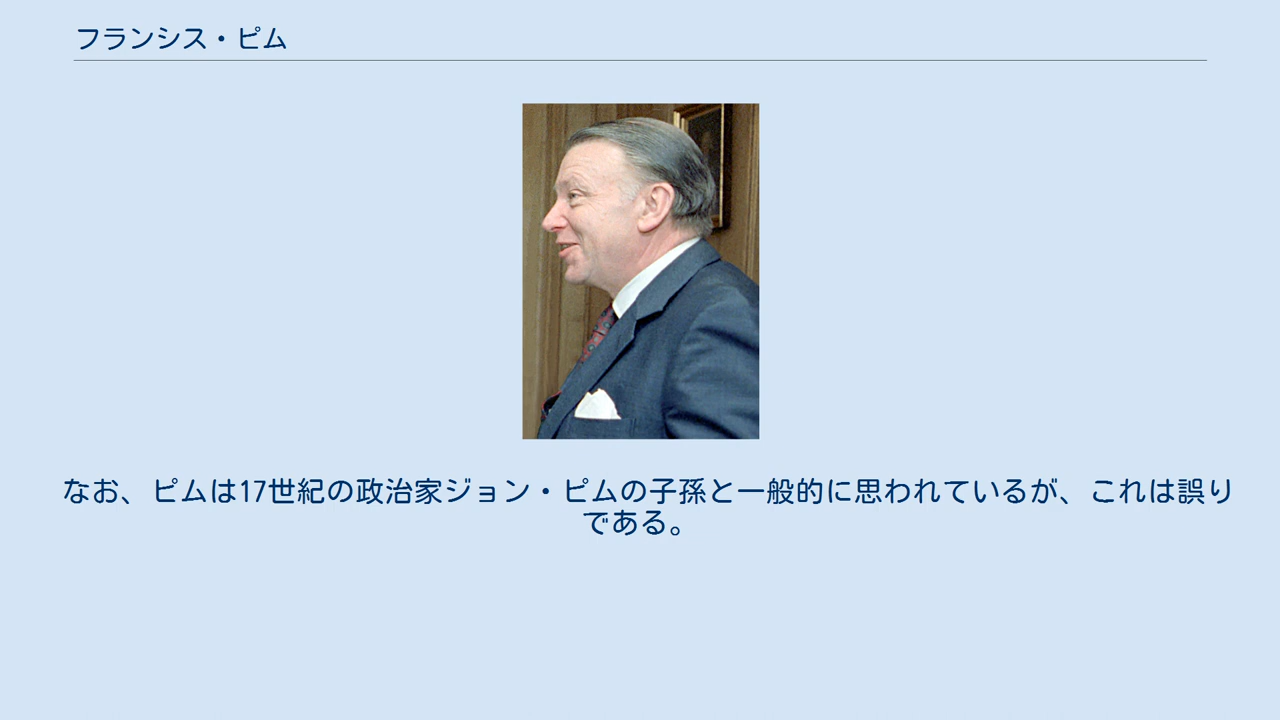 フランシス・ピム
なお、ピムは17世紀の政治家ジョン・ピムの子孫と一般的に思われているが、これは誤り
である。